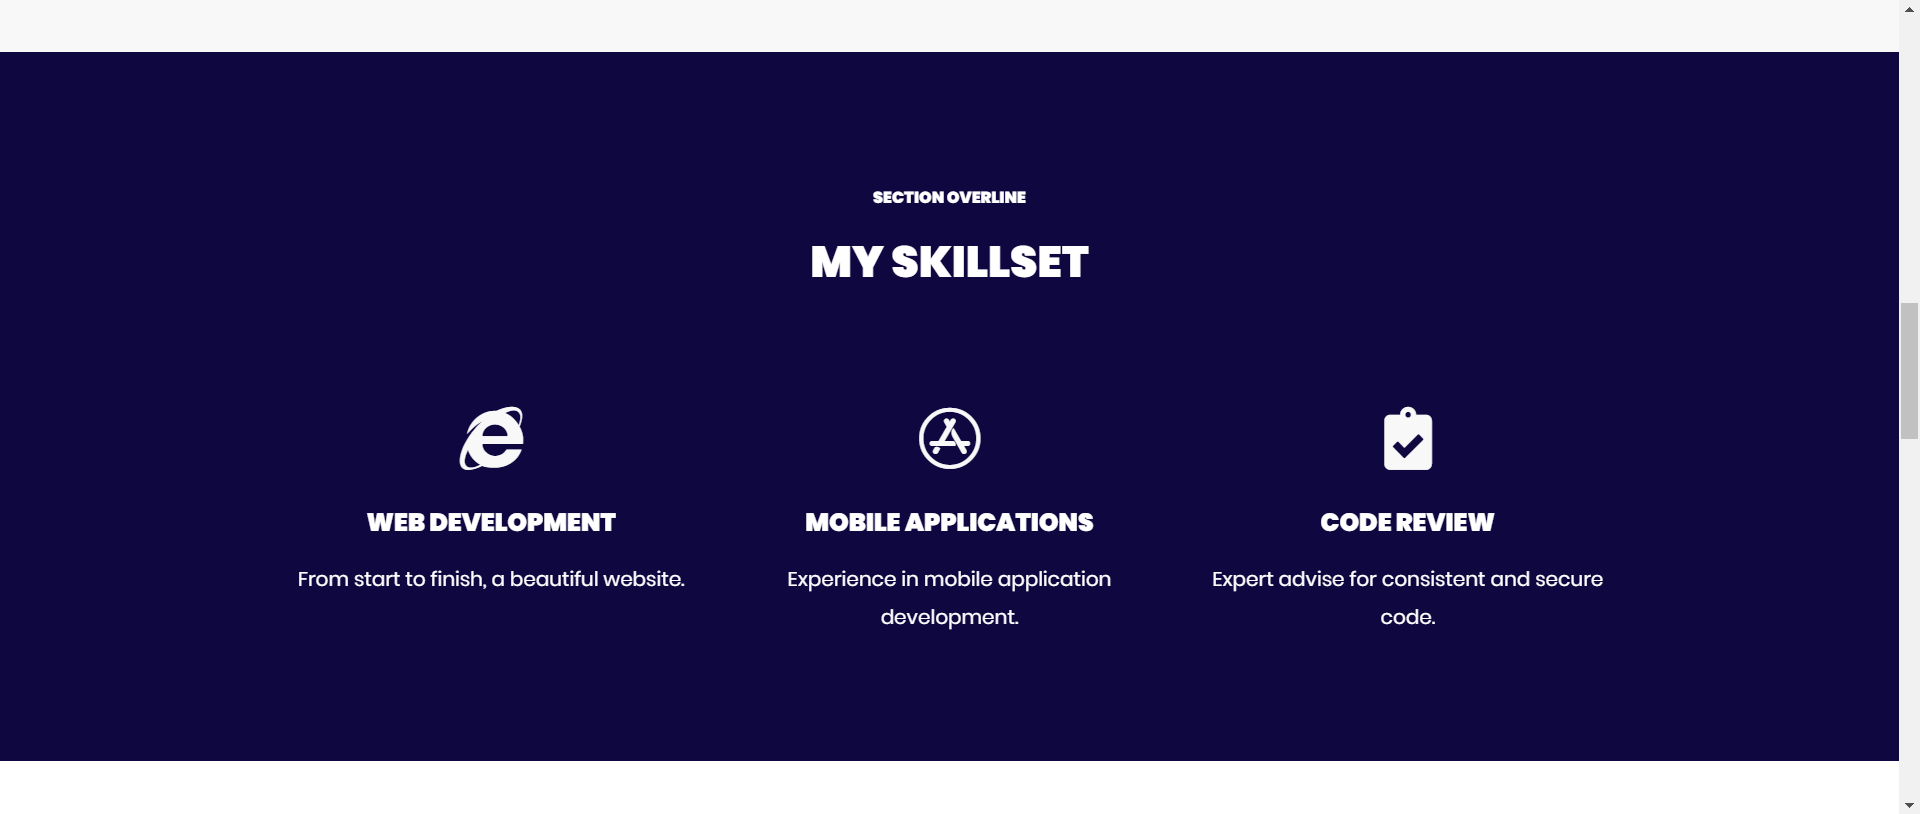 SECTION OVERLINE
MY SKILLSET
WEB DEVELOPMENT
From start to finish, a beautiful website.
MOBILE APPLICATIONS
Experience in mobile application
development.
CODE REVIEW
Expert advise for consistent and secure
code.